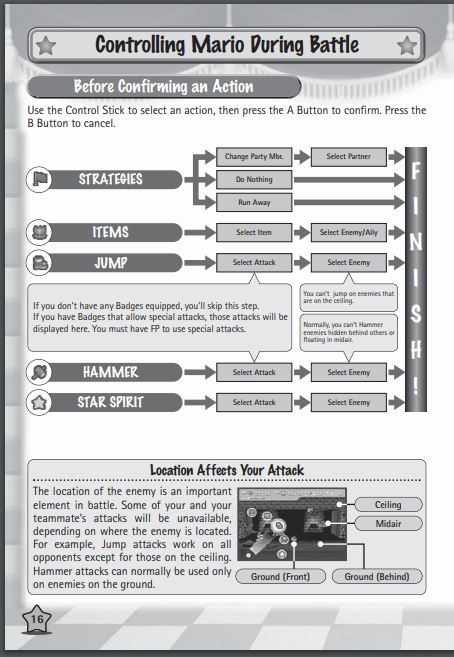 Controlling Mario During Battle
Before Confirming an Action
Use the Control Stick to select an action, then press the A Button to confirm. Press the
B Button to cancel.
STRATEGIES
Change Party Mbr.
Select Partner
Do Nothing
Run Away
ITEMS
Select Item
Select Enemy/Ally
JUMP
Select Attack
Select Enemy
If you don't have any Badges equipped, you'll skip this step.
If you have Badges that allow special attacks, those attacks will be
displayed here. You must have FP to use special attacks.
You can't jump on enemies that
are on the ceiling.
Normally, you can't Hammer
enemies hidden behind others or
floating in midair.
HAMMER
Select Attack
Select Enemy
STAR SPIRIT
Select Attack
Select Enemy
FINISH!
Location Affects Your Attack
The location of the enemy is an important
element in battle. Some of your and your
teammate's attacks will be unavailable,
depending on where the enemy is located.
For example, Jump attacks work on all
opponents except for those on the ceiling.
Hammer attacks can normally be used only
on enemies on the ground.
Ceiling
Midair
Ground (Front)
Ground (Behind)
16